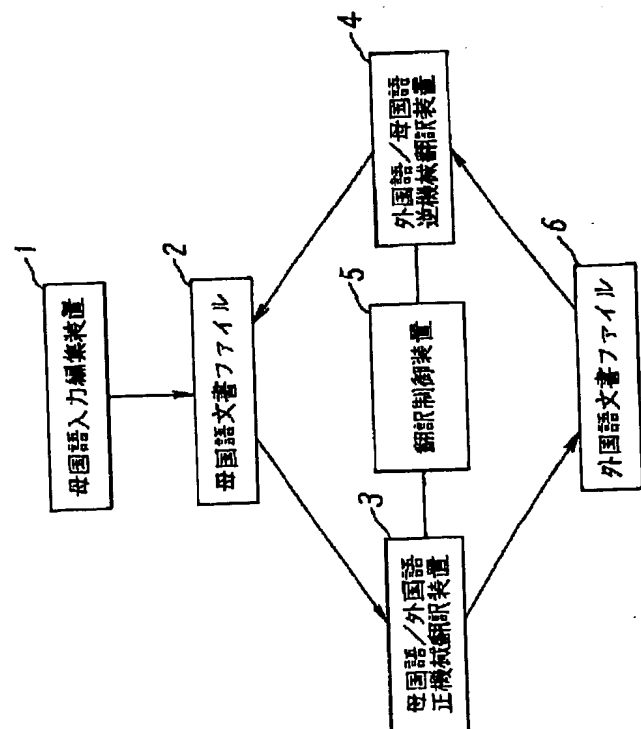 1
母国語入力編集装置
2
母国語文書ファイル
3
母国語/外国語
正機械翻訳装置
5
翻訳制御装置
4
外国語/母国語
逆機械翻訳装置
6
外国語文書ファイル